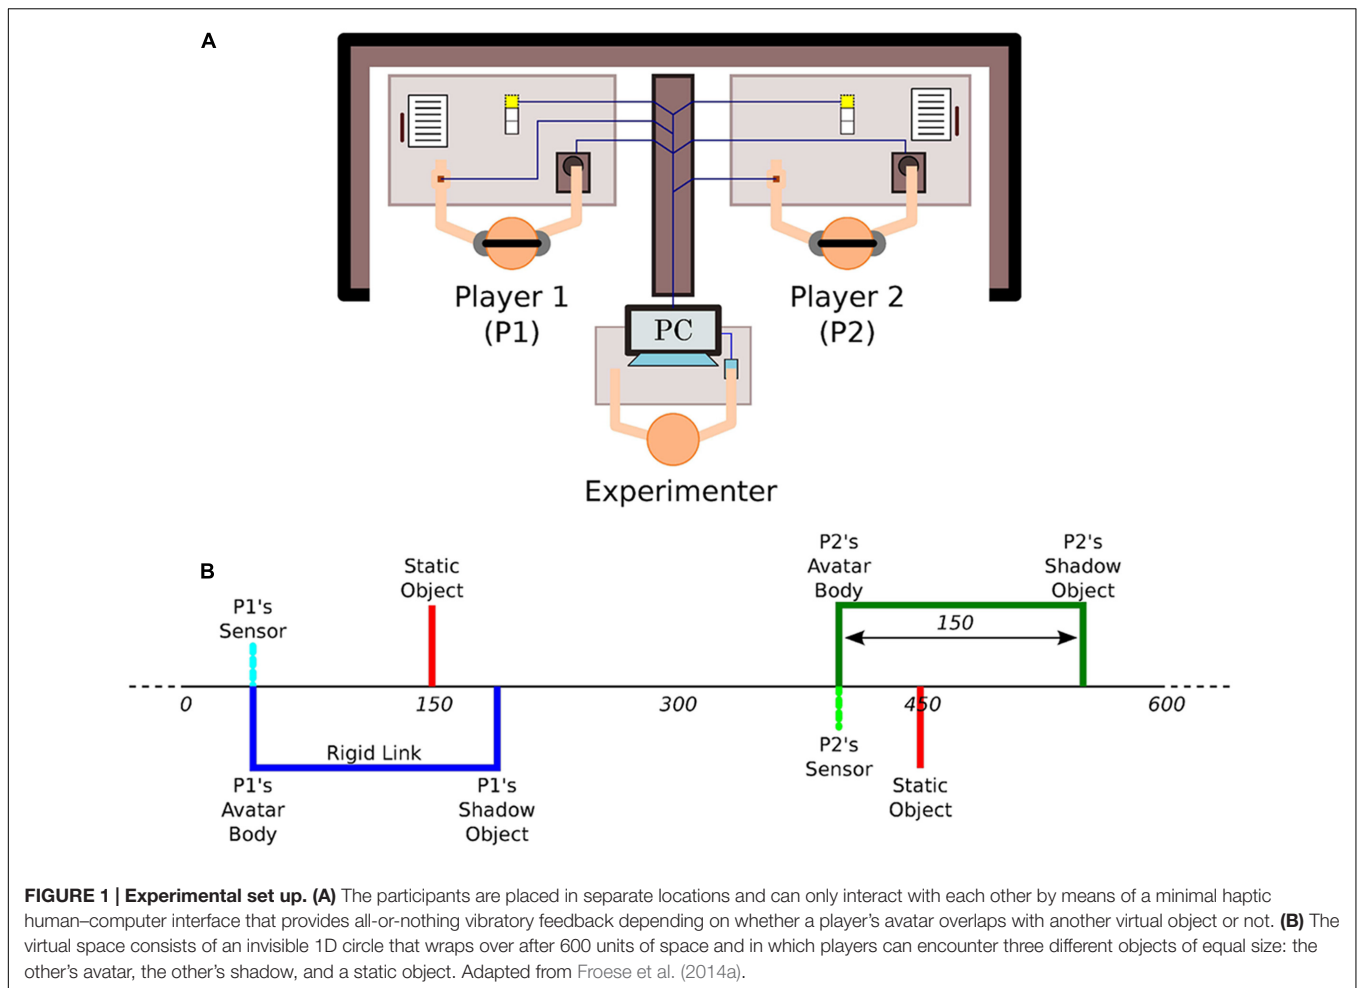 A
Player 1
(P1)
Player 2
(P2)
PC
Experimenter
B
P1's
Sensor
Static
Object
P2's
Avatar
Body
P2's
Shadow
Object
150
0
150
300
450
600
Rigid Link
P1's
Avatar
Body
P1's
Shadow
Object
P2's
Sensor
Static
Object
FIGURE 1 | Experimental set up. (A) The participants are placed in separate locations and can only interact with each other by means of a minimal haptic
human–computer interface that provides all-or-nothing vibratory feedback depending on whether a player's avatar overlaps with another virtual object or not. (B) The
virtual space consists of an invisible 1D circle that wraps over after 600 units of space and in which players can encounter three different objects of equal size: the
other's avatar, the other's shadow, and a static object. Adapted from Froese et al. (2014a).